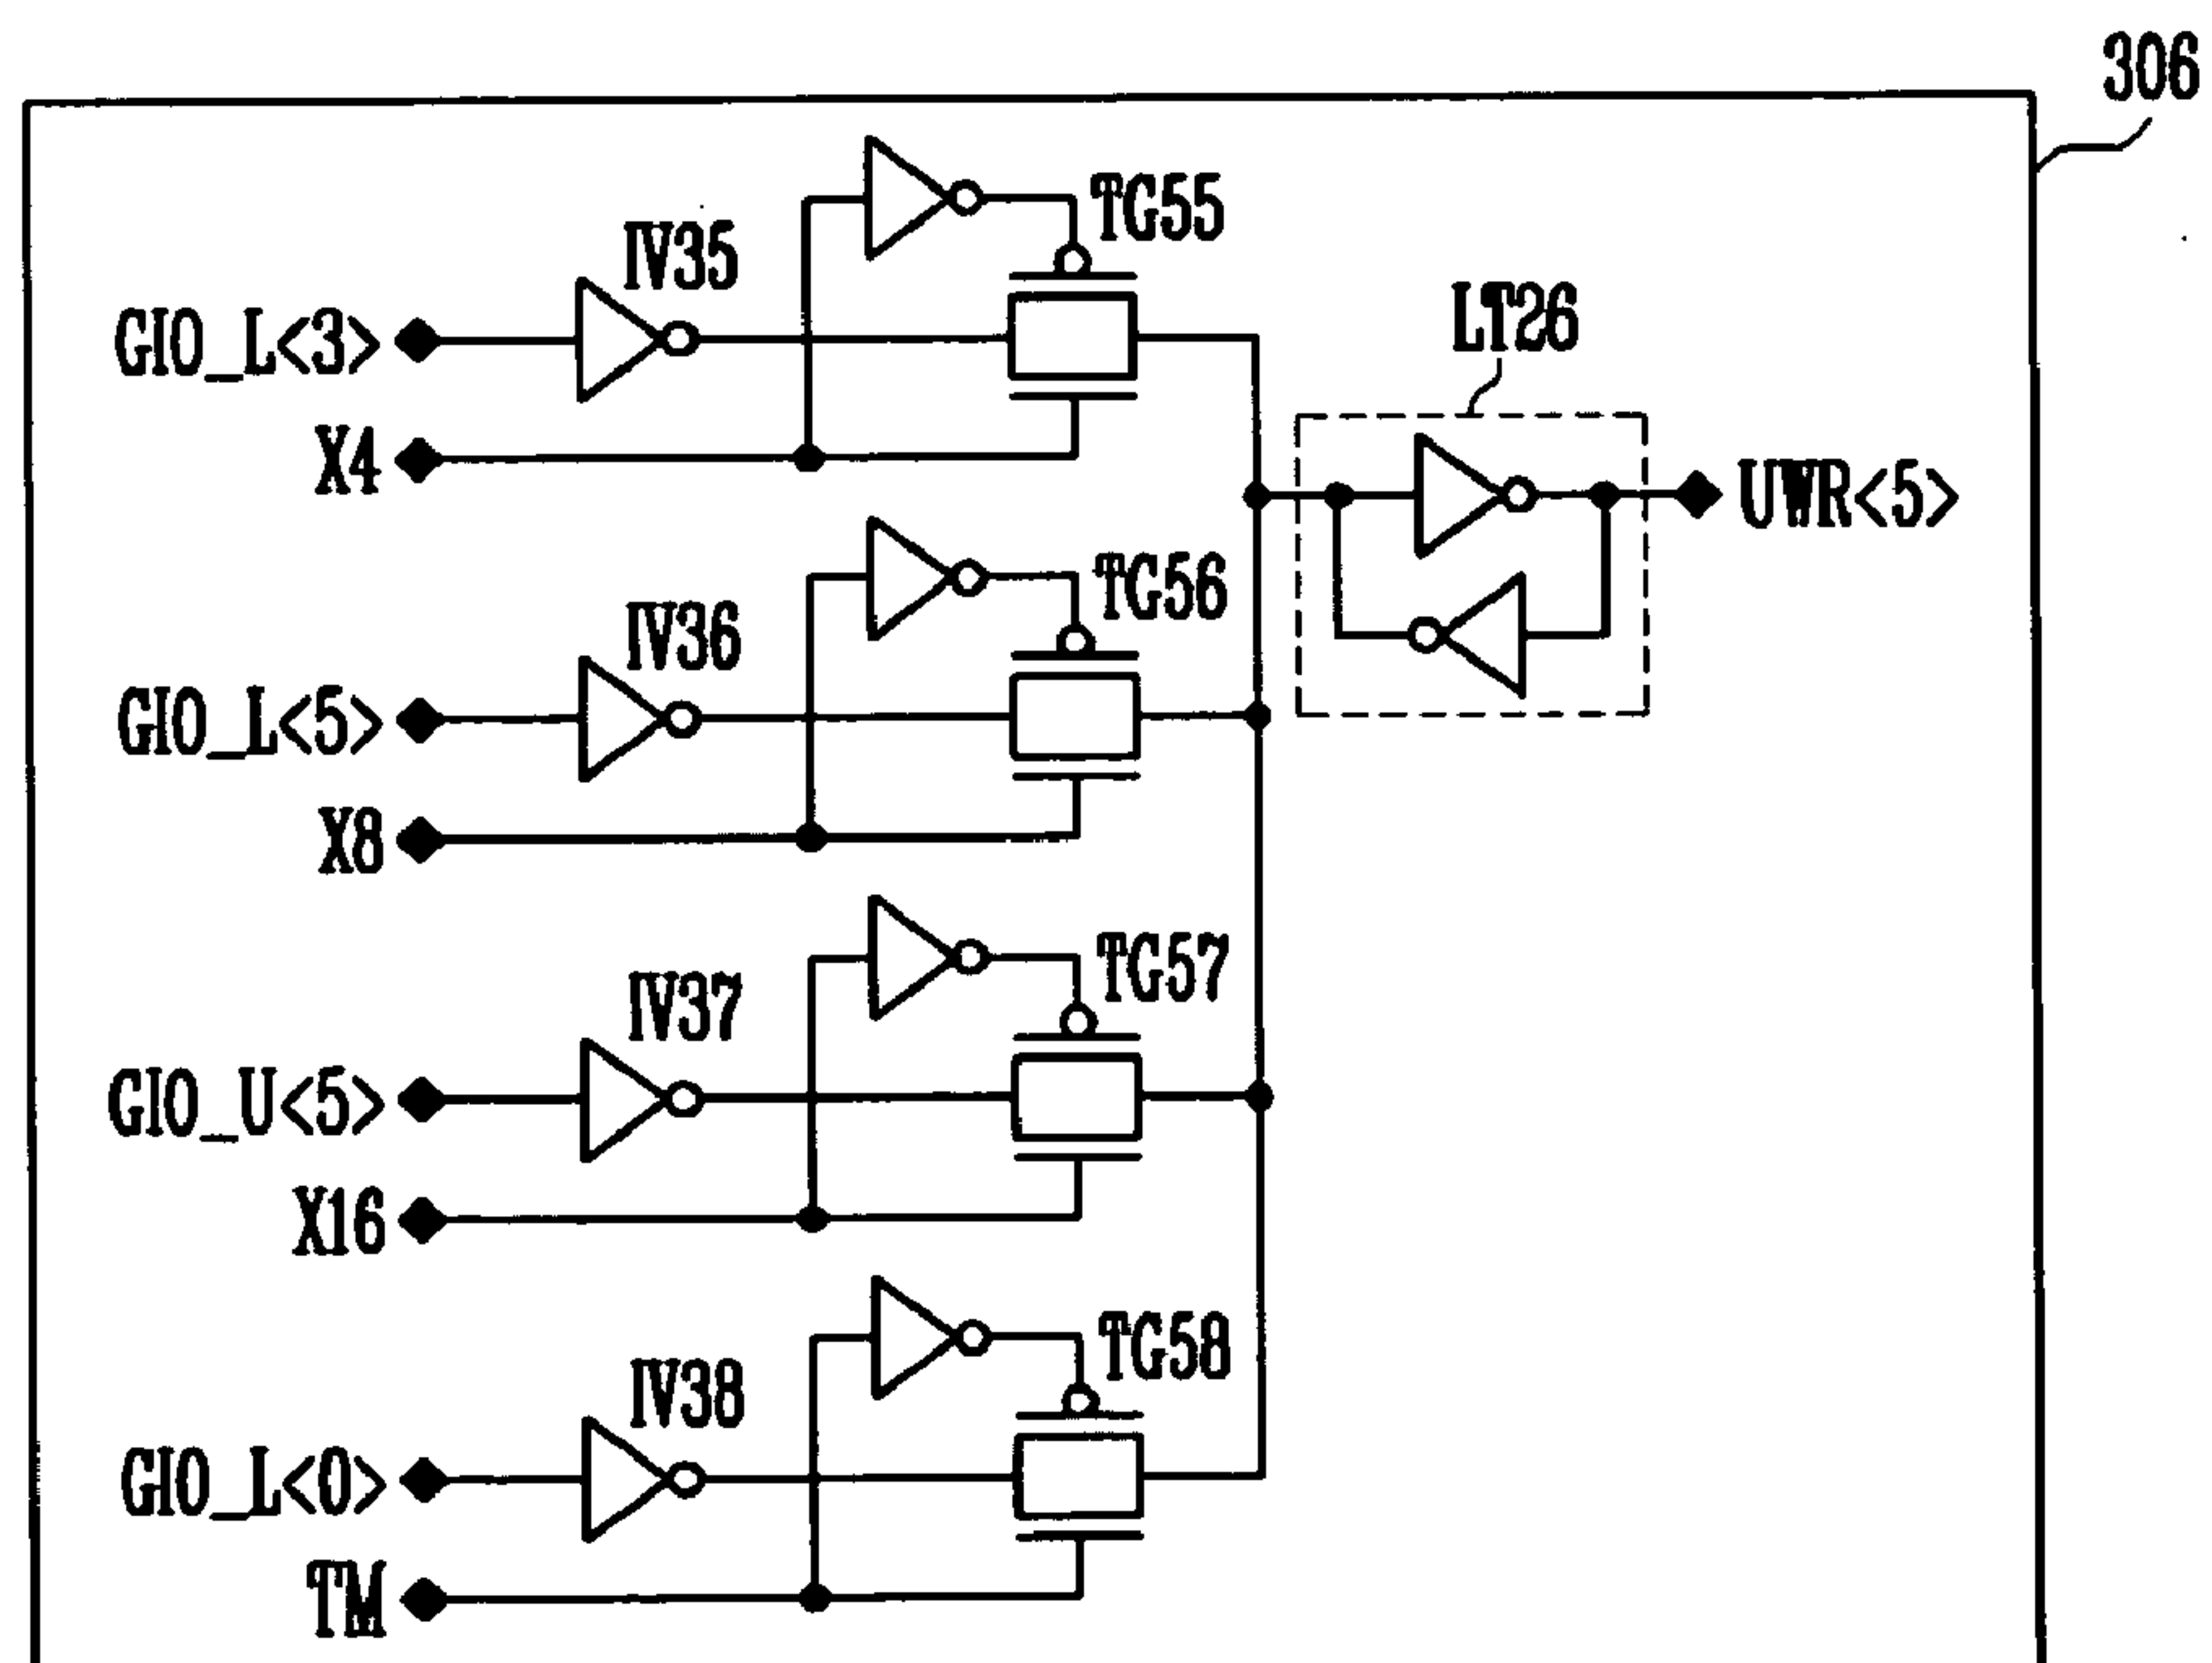 306
TG55
IV35
GIO_L<3>
X4
LT26
UWR<5>
TG56
IV36
GIO_L<5>
X8
TG57
IV37
GIO_U<5>
X16
TG58
IV38
GIO_L<0>
TM